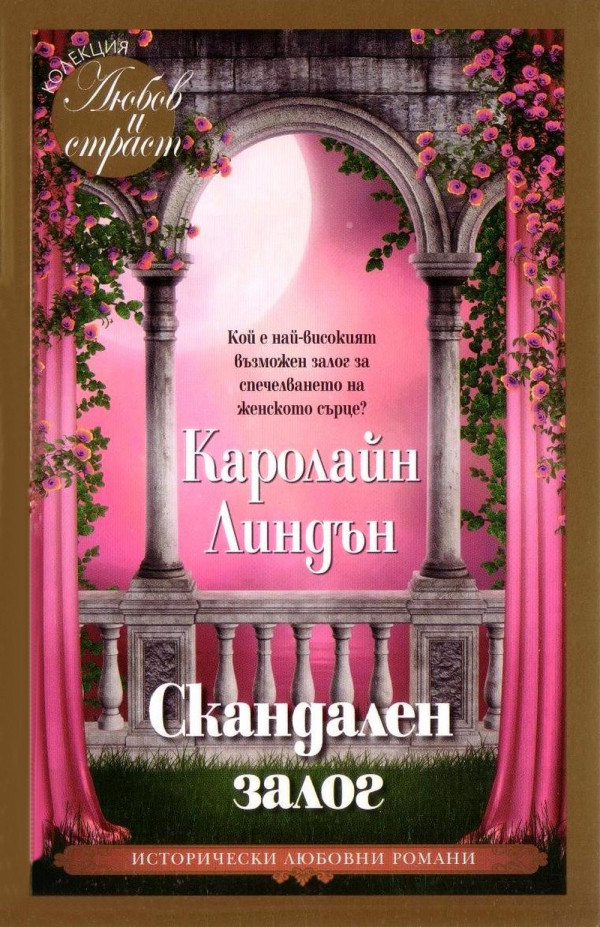 КОЛЕКЦИЯ
Любов
и
страст
Кой е най-високият
възможен залог за
спечелването на
женското сърце?
Каролайн
Линдън
Скандален
залог
ИСТОРИЧЕСКИ ЛЮБОВНИ РОМАНИ